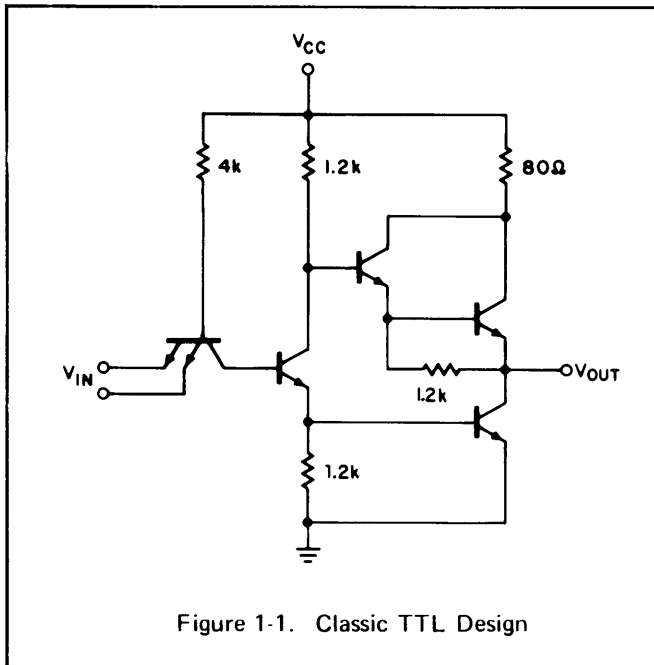 VCC
4k
1.2k
80Ω
VIN
1.2k
VOUT
1.2k
Figure 1-1. Classic TTL Design